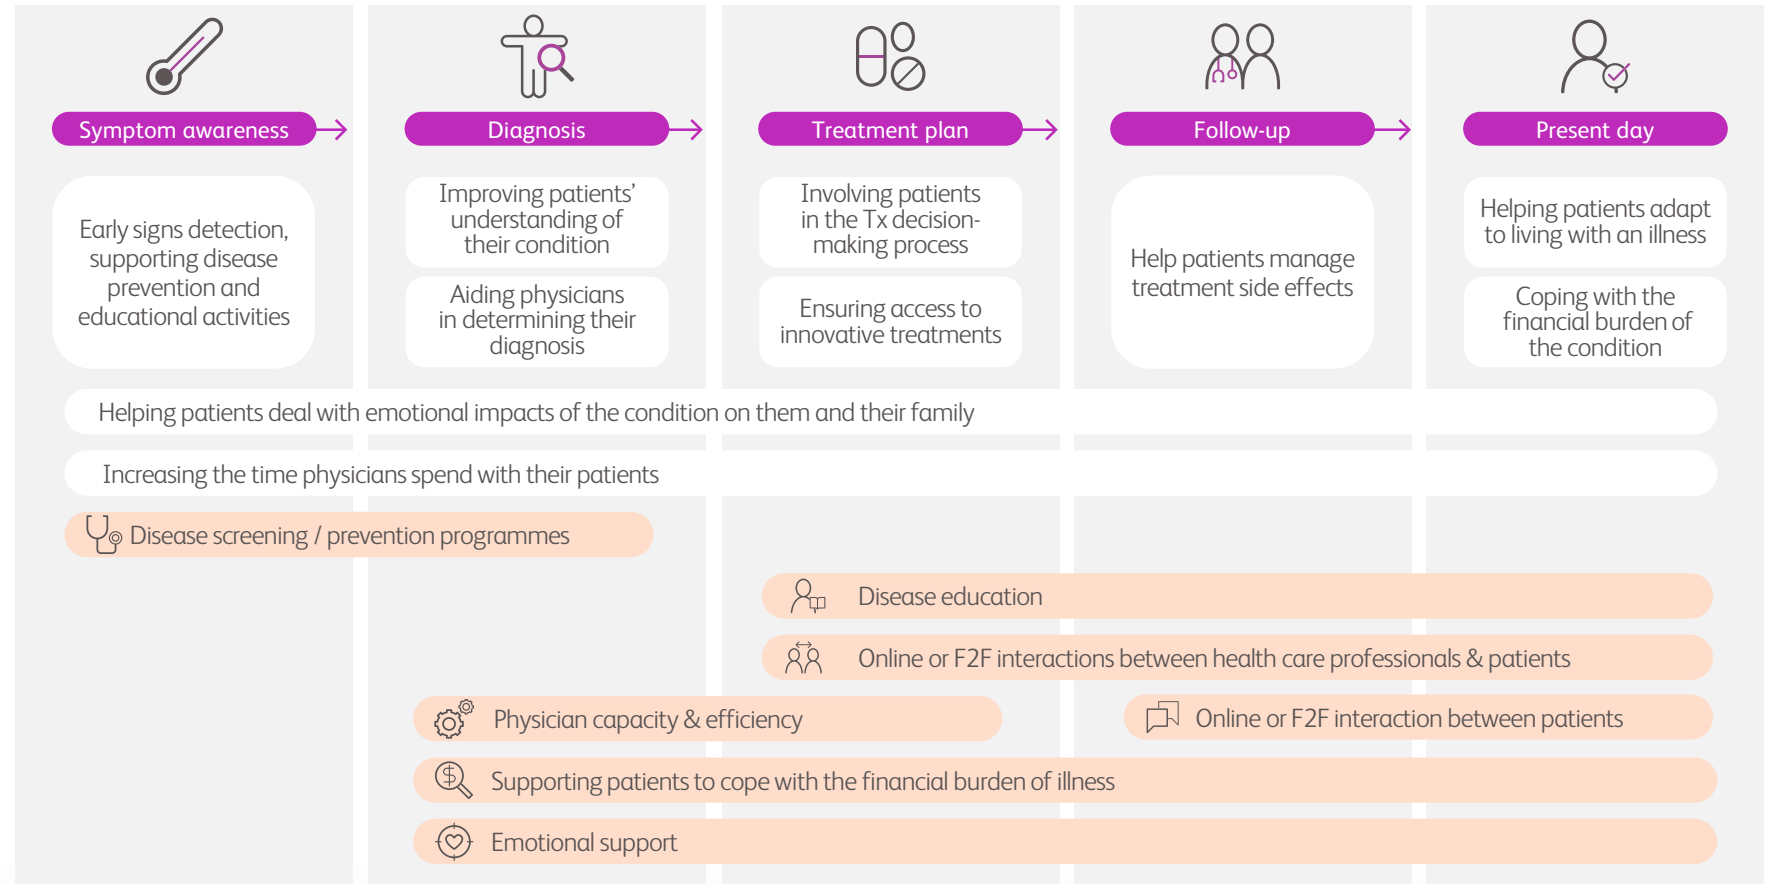 Symptom awareness
Diagnosis
Treatment plan
Follow-up
Present day
Early signs detection,
supporting disease
prevention and
educational activities
Improving patients’
understanding of
their condition
Aiding physicians
in determining their
diagnosis
Involving patients
in the Tx decision-
making process
Ensuring access to
innovative treatments
Help patients manage
treatment side effects
Helping patients adapt
to living with an illness
Coping with the
financial burden of
the condition
Helping patients deal with emotional impacts of the condition on them and their family
Increasing the time physicians spend with their patients
Disease screening / prevention programmes
Disease education
Online or F2F interactions between health care professionals & patients
Physician capacity & efficiency
Online or F2F interaction between patients
Supporting patients to cope with the financial burden of illness
Emotional support